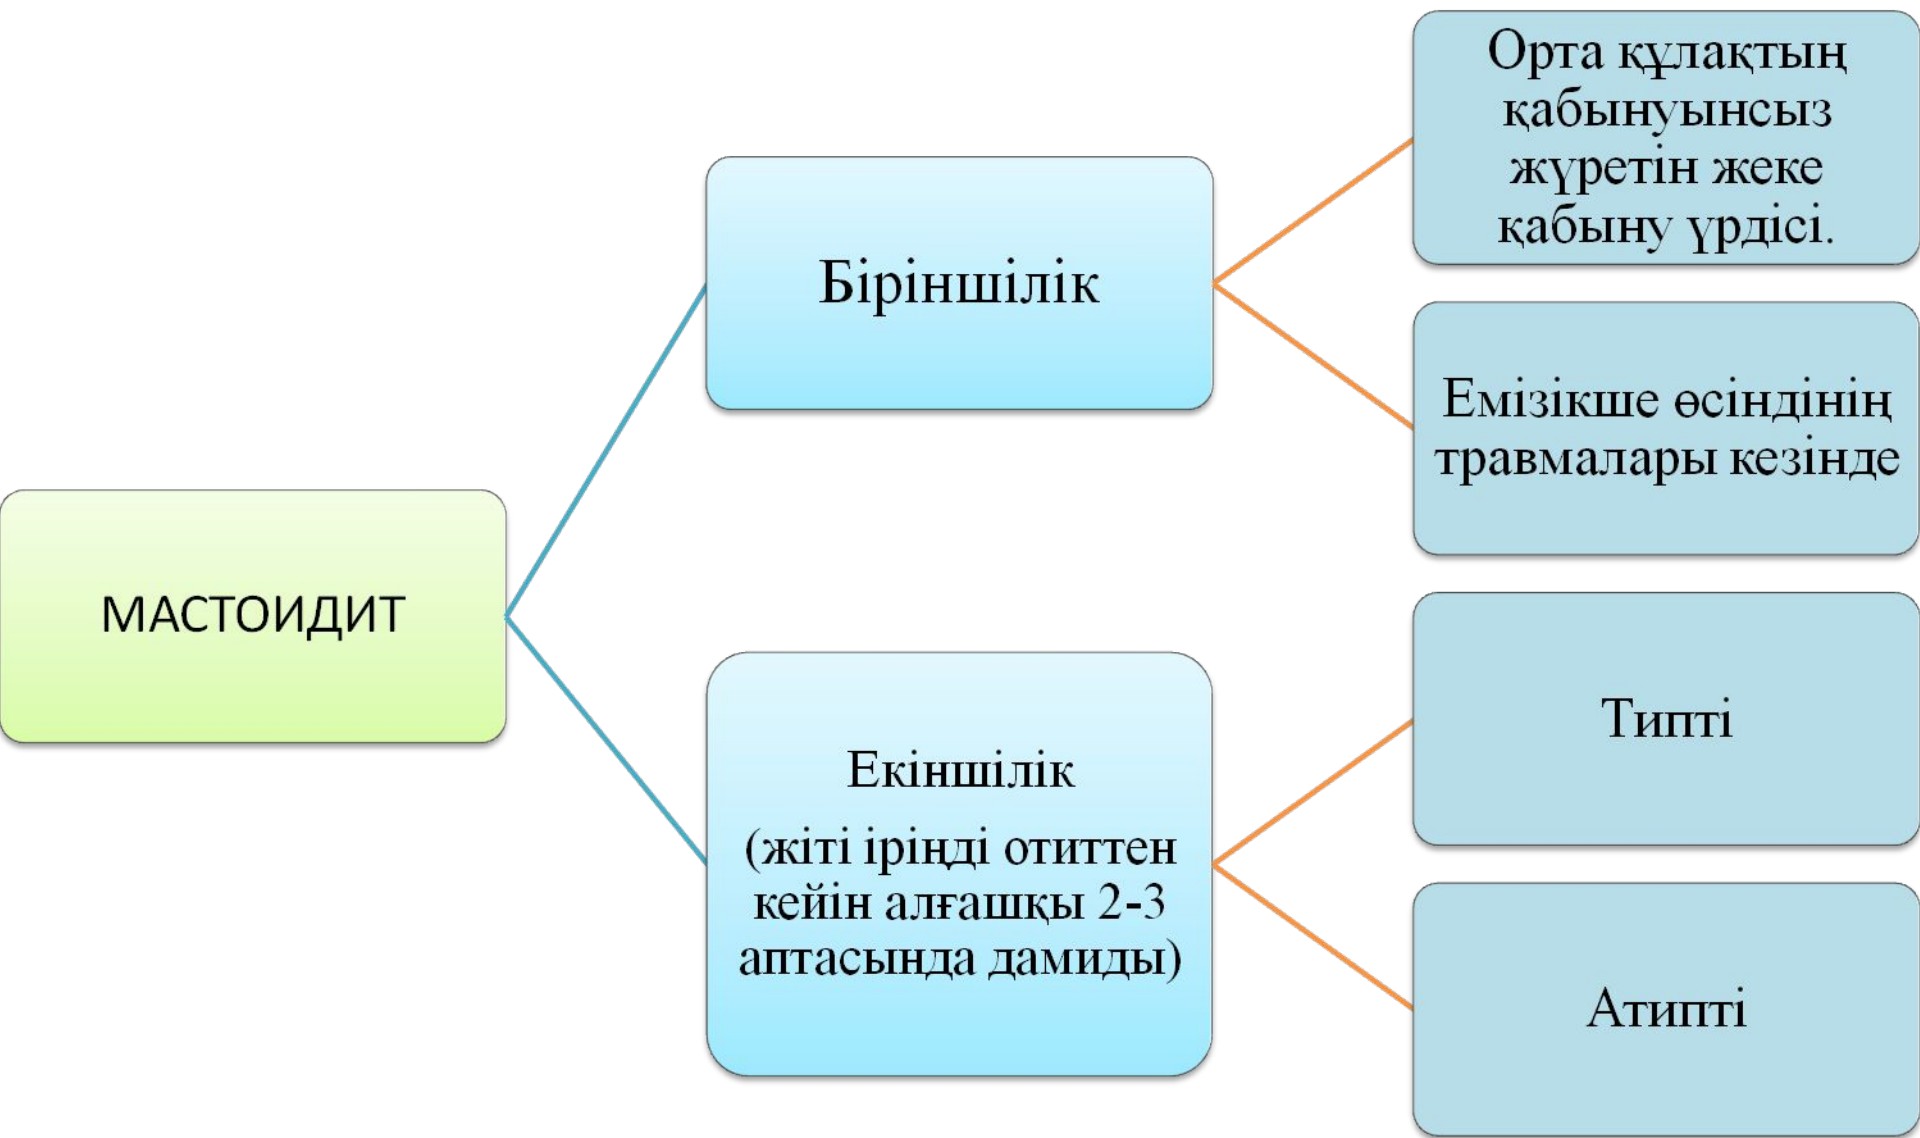 МАСТОИДИТ
Біріншілік
Орта құлақтың
қабынуынсыз
жүретін жеке
қабыну үрдісі.
Емізікше өсіндінің
травмалары кезінде
Екіншілік
(жіті іріңді отиттен
кейін алғашқы 2-3
аптасында дамиды)
Типті
Атипті